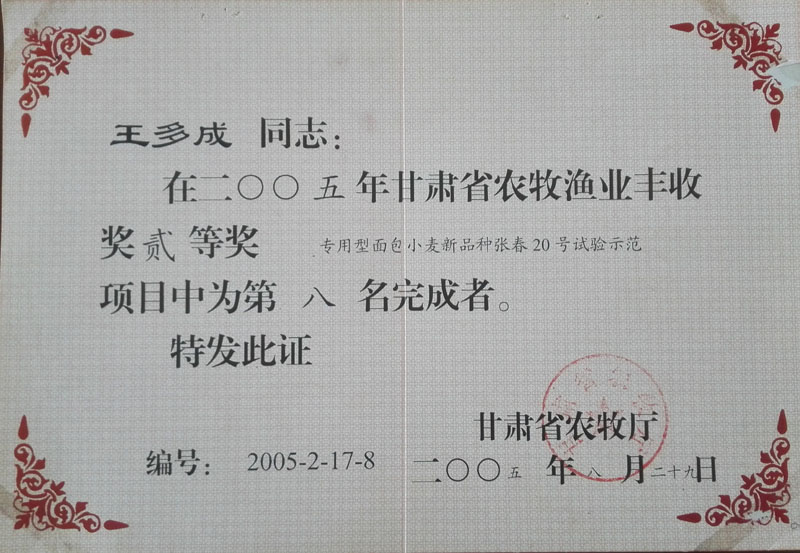 王多成 同志：
在二〇〇五年甘肃省农牧渔业丰收
奖贰等奖 专用型面包小麦新品种张春20号试验示范
项目中为第 八 名完成者。
特发此证
甘肃省农牧厅
编号： 2005-2-17-8 二〇〇五年八月二十九日